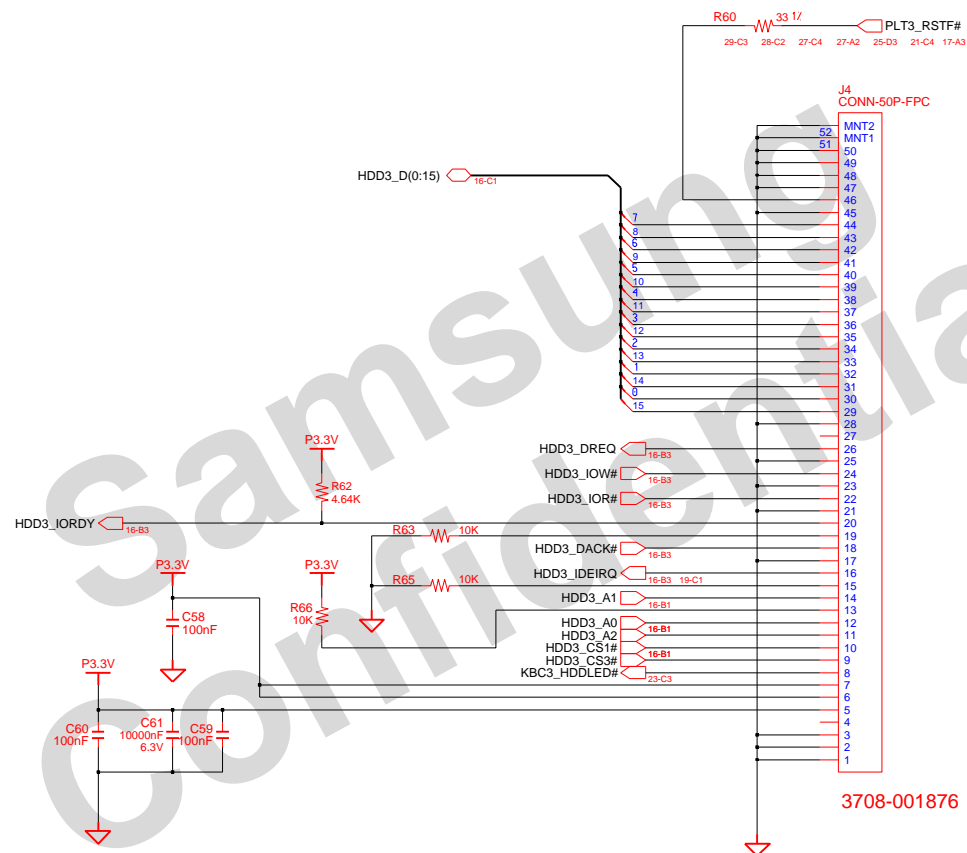 R60 33 1%
PLT3_RSTF#
29-C3 28-C2 27-C4 27-A2 25-D3 21-C4 17-A3
J4
CONN-50P-FPC
MNT2
52
MNT1
51
50
49
48
HDD3_D(0:15)
16-C1
47
46
45
7
44
8
43
6
42
9
41
5
40
10
39
4
38
11
37
3
36
12
35
2
34
13
33
1
32
14
31
0
30
15
29
28
27
P3.3V
HDD3_DREQ
16-B3
26
25
HDD3_IOW#
16-B3
24
R62
4.64K
23
HDD3_IOR#
16-B3
22
21
HDD3_IORDY
16-B3
20
R63 10K
19
HDD3_DACK#
16-B3
18
17
P3.3V
P3.3V
HDD3_IDEIRQ
16-B3 19-C1
16
R65 10K
15
HDD3_A1
16-B1
14
R66
10K
13
C58
100nF
HDD3_A0
16-B1
12
HDD3_A2
11
HDD3_CS1#
16-B1
10
HDD3_CS3#
9
KBC3_HDDLED#
23-C3
8
P3.3V
7
6
5
C60
100nF
C61
10000nF
6.3V
C59
100nF
4
3
2
1
3708-001876
Samsung
Confidentia